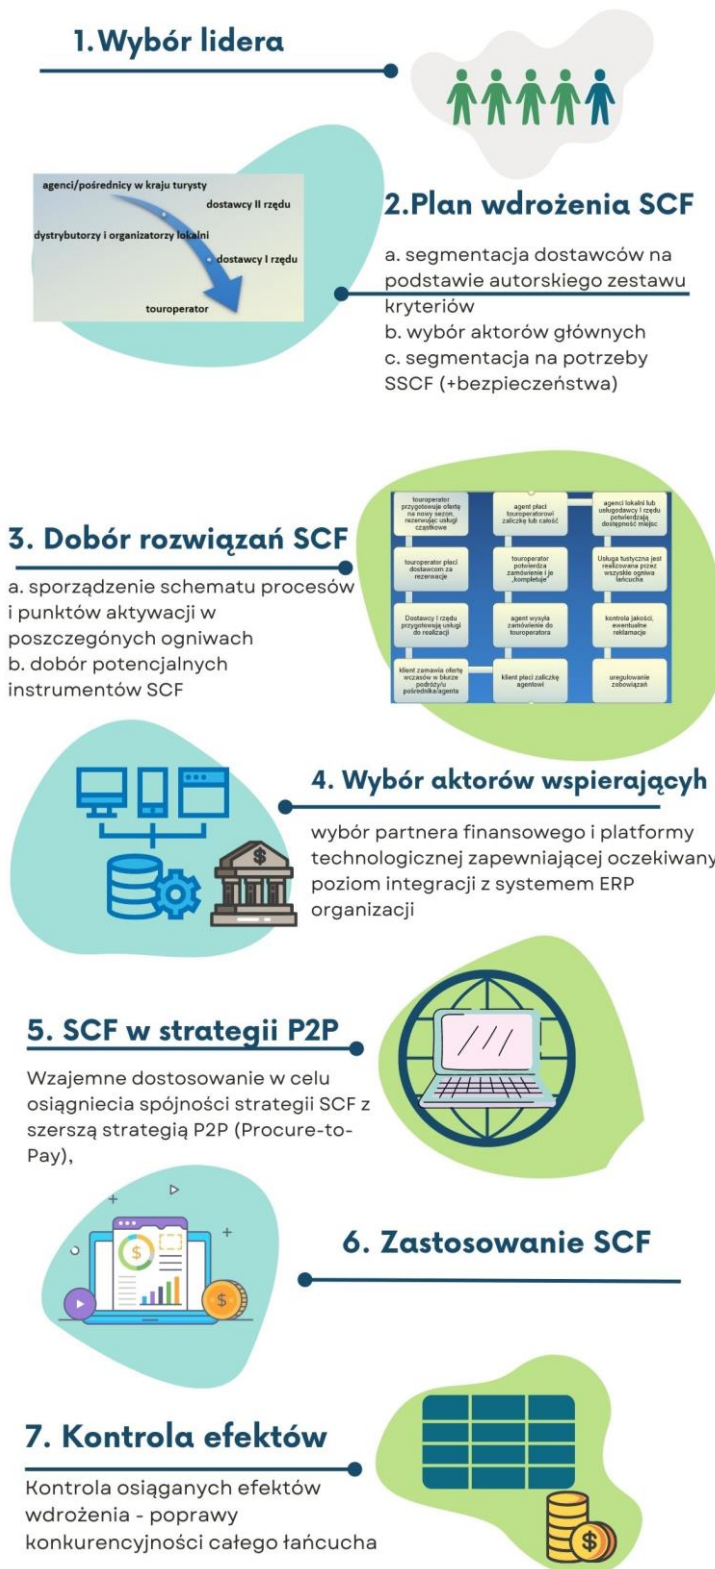 1.Wybór lidera
agenci/pośrednicy w kraju turysty
dostawcy II rzędu
dystrybutorzy i organizatorzy lokalni
dostawcy I rzędu
touroperator
2.Plan wdrożenia SCF
a. segmentacja dostawców na
podstawie autorskiego zestawu
kryteriów
b. wybór aktorów głównych
c. segmentacja na potrzeby
SSCF (+bezpieczeństwa)
3. Dobór rozwiązań SCF
a. sporządzenie schematu procesów
i punktów aktywacji w
poszczegónych ogniwach
b. dobór potencjalnych
instrumentów SCF
touroperator
przygotowuje ofertę
na nowy sezon,
rezerwując usługi
cząstkowe
touroperator płaci
dostawcom za
rezerwacje
Dostawcy I rzędu
przygotowują usługi
do realizacji
klient zamawia ofertę
wczasów w biurze
podróży/u
pośrednika/agenta
agent płaci
touroperatorowi
zaliczkę lub całość
touroperator
potwierdza
zamówienie i je
„kompletuje"
agent wysyła
zamówienie do
touroperatora
klient płaci zaliczkę
agentowi
agenci lokalni lub
usługodawcy I rzędu
potwierdzają
dostępność miejsc
Usługa tustyczna jest
realizowana przez
wszystkie ogniwa
łańcucha
kontrola jakości,
ewentualne
reklamacje
uregulowanie
zobowiązań
4. Wybór aktorów wspierającyh
wybór partnera finansowego i platformy
technologicznej zapewniającej oczekiwany
poziom integracji z systemem ERP
organizacji
5. SCF w strategii P2P
Wzajemne dostosowanie w celu
osiągniecia spójności strategii SCF z
szerszą strategią P2P (Procure-to-
Pay),
6. Zastosowanie SCF
7. Kontrola efektów
Kontrola osiąganych efektów
wdrożenia - poprawy
konkurencyjności całego łańcucha